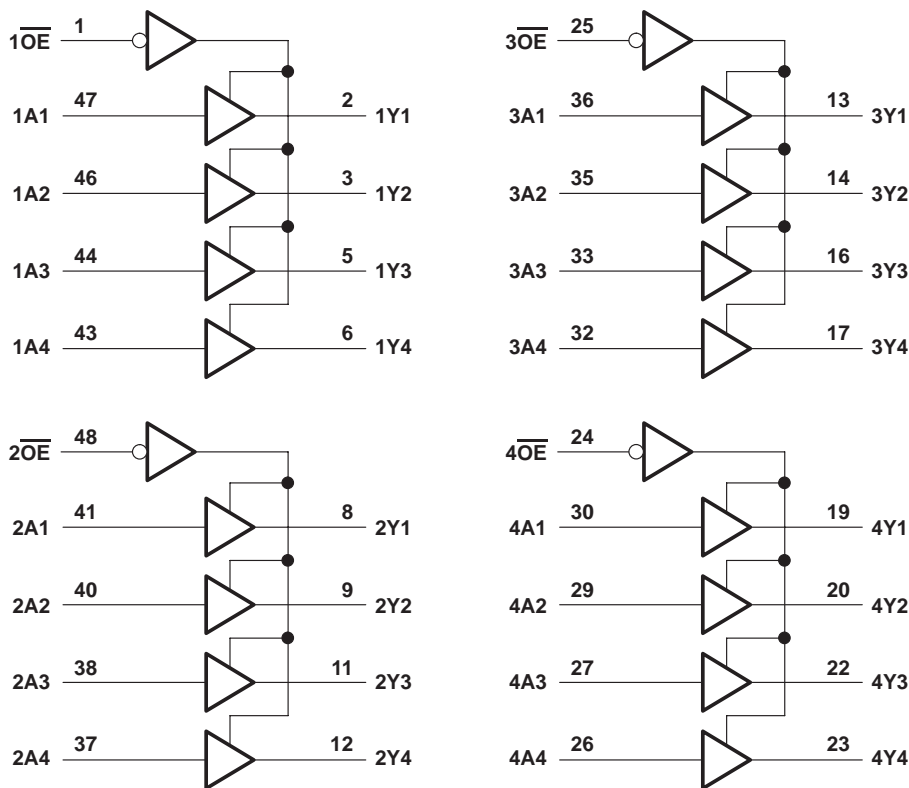 1OE 1
1A1 47 2 1Y1
1A2 46 3 1Y2
1A3 44 5 1Y3
1A4 43 6 1Y4
3OE 25
3A1 36 13 3Y1
3A2 35 14 3Y2
3A3 33 16 3Y3
3A4 32 17 3Y4
2OE 48
2A1 41 8 2Y1
2A2 40 9 2Y2
2A3 38 11 2Y3
2A4 37 12 2Y4
4OE 24
4A1 30 19 4Y1
4A2 29 20 4Y2
4A3 27 22 4Y3
4A4 26 23 4Y4